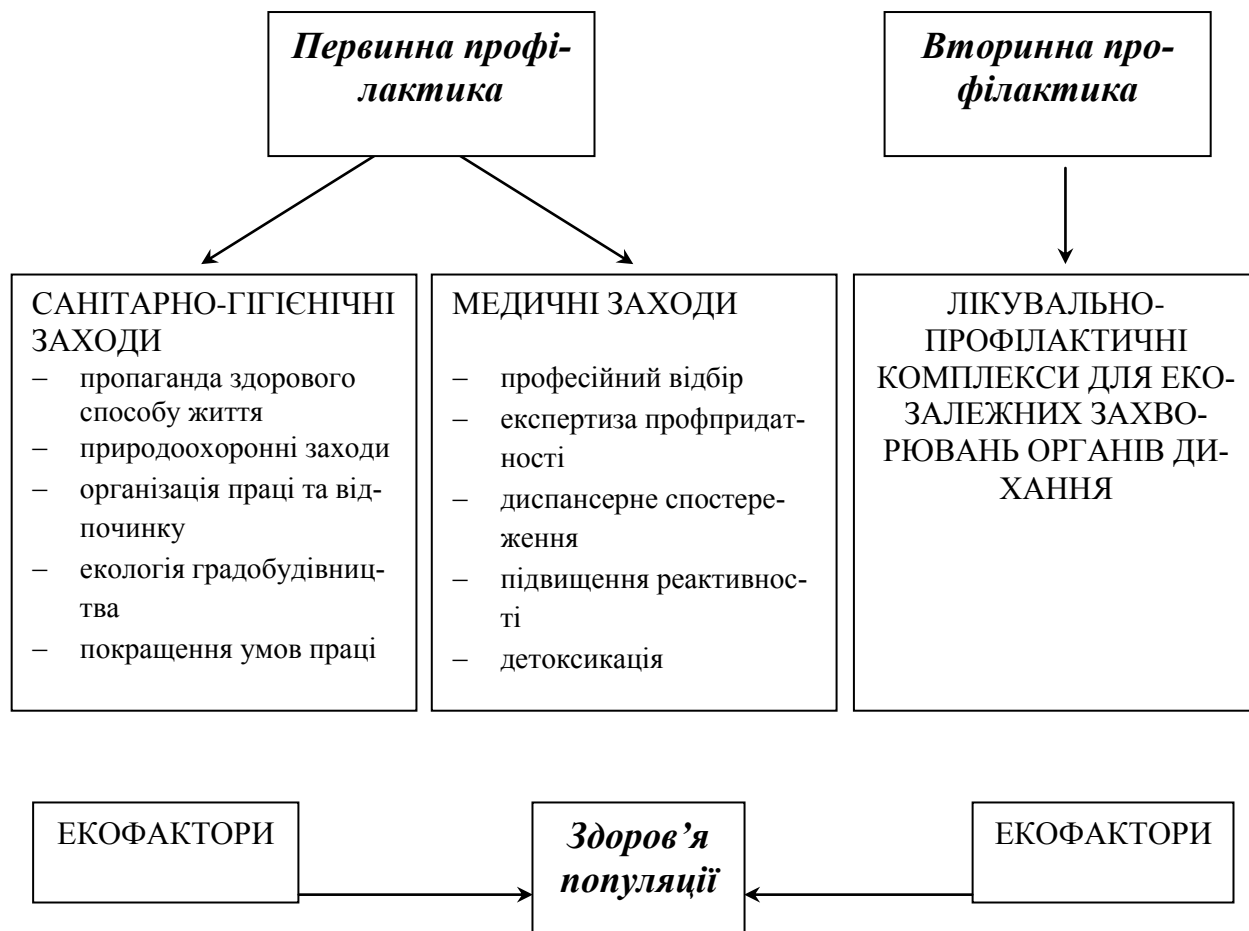 Первинна профі-
лактика
Вторинна про-
філактика
САНІТАРНО-ГІГІЄНІЧНІ
ЗАХОДИ
– пропаганда здорового
способу життя
– природоохоронні заходи
– організація праці та від-
починку
– екологія градобудівниц-
тва
– покращення умов праці
МЕДИЧНІ ЗАХОДИ
– професійний відбір
– експертиза профпридат-
ності
– диспансерне спостере-
ження
– підвищення реактивнос-
ті
– детоксикація
ЛІКУВАЛЬНО-
ПРОФІЛАКТИЧНІ
КОМПЛЕКСИ ДЛЯ ЕКО-
ЗАЛЕЖНИХ ЗАХВО-
РЮВАНЬ ОРГАНІВ ДИ-
ХАННЯ
ЕКОФАКТОРИ
Здоров’я
популяції
ЕКОФАКТОРИ